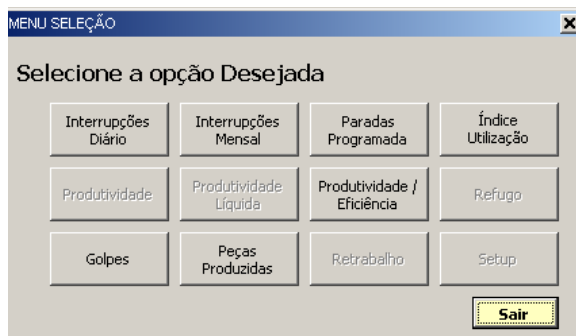 MENU SELEÇÃO
Selecione a opção Desejada
Interrupções Diário
Interrupções Mensal
Paradas Programada
Índice Utilização
Produtividade
Produtividade Líquida
Produtividade / Eficiência
Refugo
Golpes
Peças Produzidas
Retrabalho
Setup
Sair